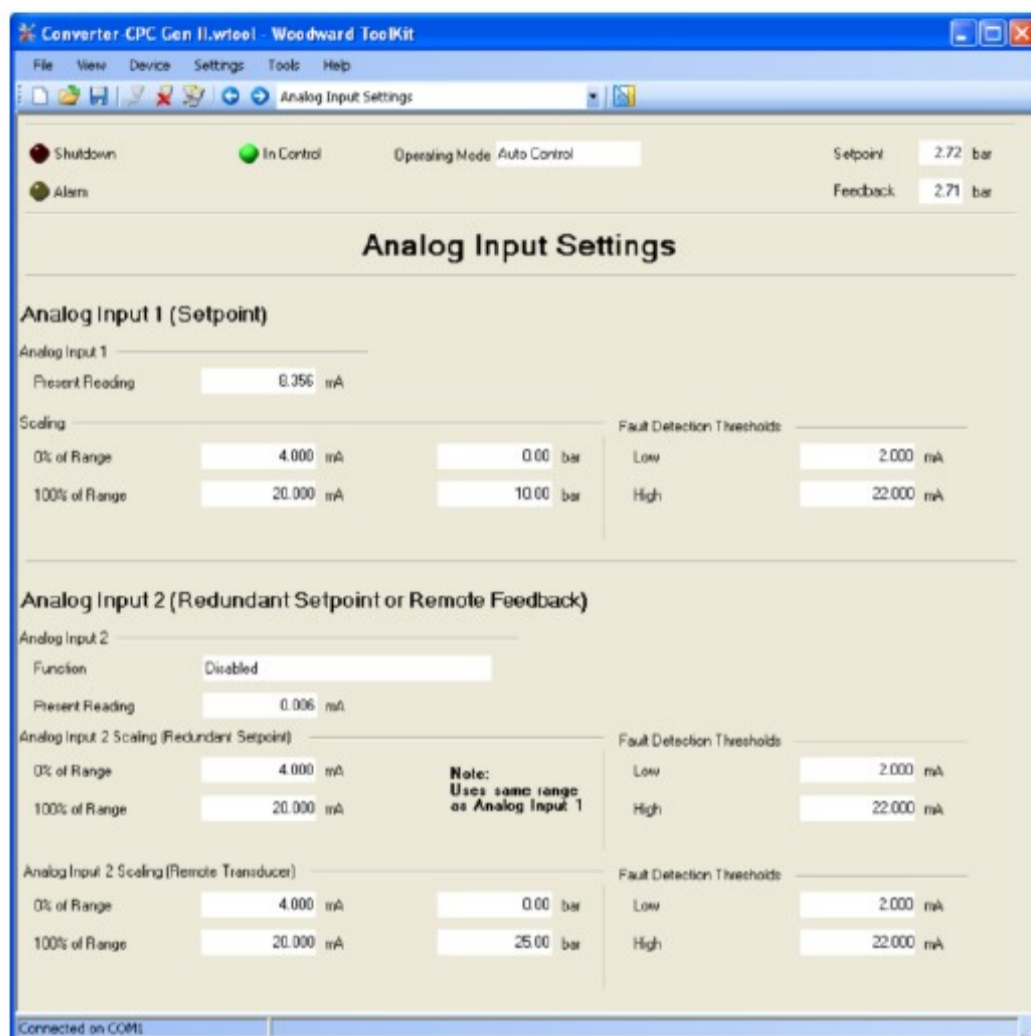 Converter-CPC Gen II.wtool - Woodward ToolKit
File View Device Settings Tools Help
Analog Input Settings
Shutdown In Control Operating Mode Auto Control Setpoint 2.72 bar
Alarm Feedback 2.71 bar
Analog Input Settings
Analog Input 1 (Setpoint)
Analog Input 1
Present Reading 8.356 mA
Scaling Fault Detection Thresholds
0% of Range 4.000 mA 0.00 bar Low 2.000 mA
100% of Range 20.000 mA 10.00 bar High 22.000 mA
Analog Input 2 (Redundant Setpoint or Remote Feedback)
Analog Input 2
Function Disabled
Present Reading 0.006 mA
Analog Input 2 Scaling (Redundant Setpoint) Fault Detection Thresholds
0% of Range 4.000 mA Note: Low 2.000 mA
Uses same range
100% of Range 20.000 mA as Analog Input 1 High 22.000 mA
Analog Input 2 Scaling (Remote Transducer) Fault Detection Thresholds
0% of Range 4.000 mA 0.00 bar Low 2.000 mA
100% of Range 20.000 mA 25.00 bar High 22.000 mA
Connected on COM1